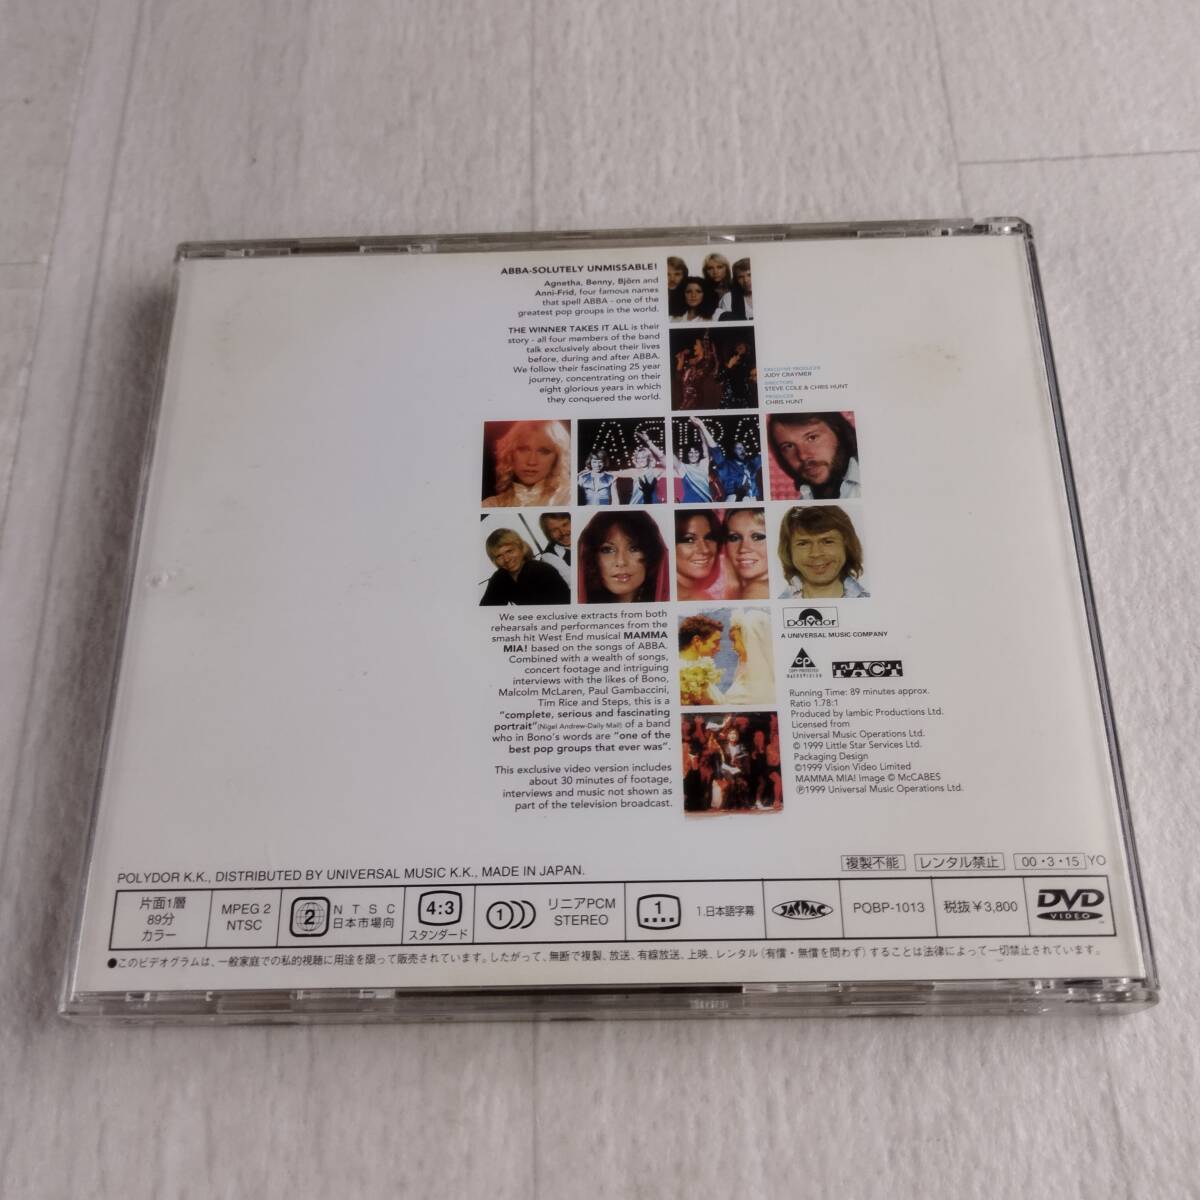 ABBA-SOLUTELY UNMISSABLE!
Agnetha, Benny, Björn and
Anni-Frid, four famous names
that spell ABBA - one of the
greatest pop groups in the world.
THE WINNER TAKES IT ALL is their
story - all four members of the band
talk exclusively about their lives
before, during and after ABBA.
We follow their fascinating 25 year
journey, concentrating on their
eight glorious years in which
they conquered the world.
EXECUTIVE PRODUCER
JUDY CRAYMER
DIRECTORS
STEVE COLE & CHRIS HUNT
PRODUCER
CHRIS HUNT
We see exclusive extracts from both
rehearsals and performances from the
smash hit West End musical MAMMA
MIA! based on the songs of ABBA.
Combined with a wealth of songs,
concert footage and intriguing
interviews with the likes of Bono,
Malcolm McLaren, Paul Gambaccini,
Tim Rice and Steps, this is a
"complete, serious and fascinating
portrait" (Nigel Andrew-Daily Mail) of a band
who in Bono's words are "one of the
best pop groups that ever was".
This exclusive video version includes
about 30 minutes of footage,
interviews and music not shown as
part of the television broadcast.
polydor
A UNIVERSAL MUSIC COMPANY
CP
COPY PROTECTED
MACROVISION
FACT
Running Time: 89 minutes approx.
Ratio 1.78:1
Produced by Iambic Productions Ltd.
Licensed from
Universal Music Operations Ltd.
© 1999 Little Star Services Ltd.
Packaging Design
©1999 Vision Video Limited
MAMMA MIA! Image © McCABES
℗1999 Universal Music Operations Ltd.
複製不能 レンタル禁止 00・3・15 YO
POLYDOR K.K., DISTRIBUTED BY UNIVERSAL MUSIC K.K., MADE IN JAPAN.
片面1層
89分
カラー
MPEG 2
NTSC
2
NTSC
日本市場向
4:3
スタンダード
1
リニアPCM
STEREO
1....
1.日本語字幕
JASRAC
POBP-1013
税抜¥3,800
DVD
VIDEO
●このビデオグラムは、一般家庭での私的視聴に用途を限って販売されています。したがって、無断で複製、放送、有線放送、上映、レンタル(有償・無償を問わず)することは法律によって一切禁止されています。